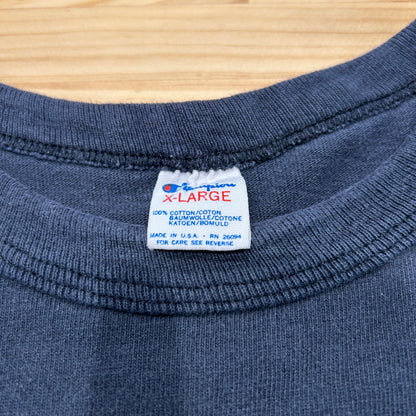 Champion
X-LARGE
100% COTTON/COTON
BAUMWOLLE/COTONE
KATOEN/BOMULD
MADE IN U.S.A. · RN 26094
FOR CARE SEE REVERSE